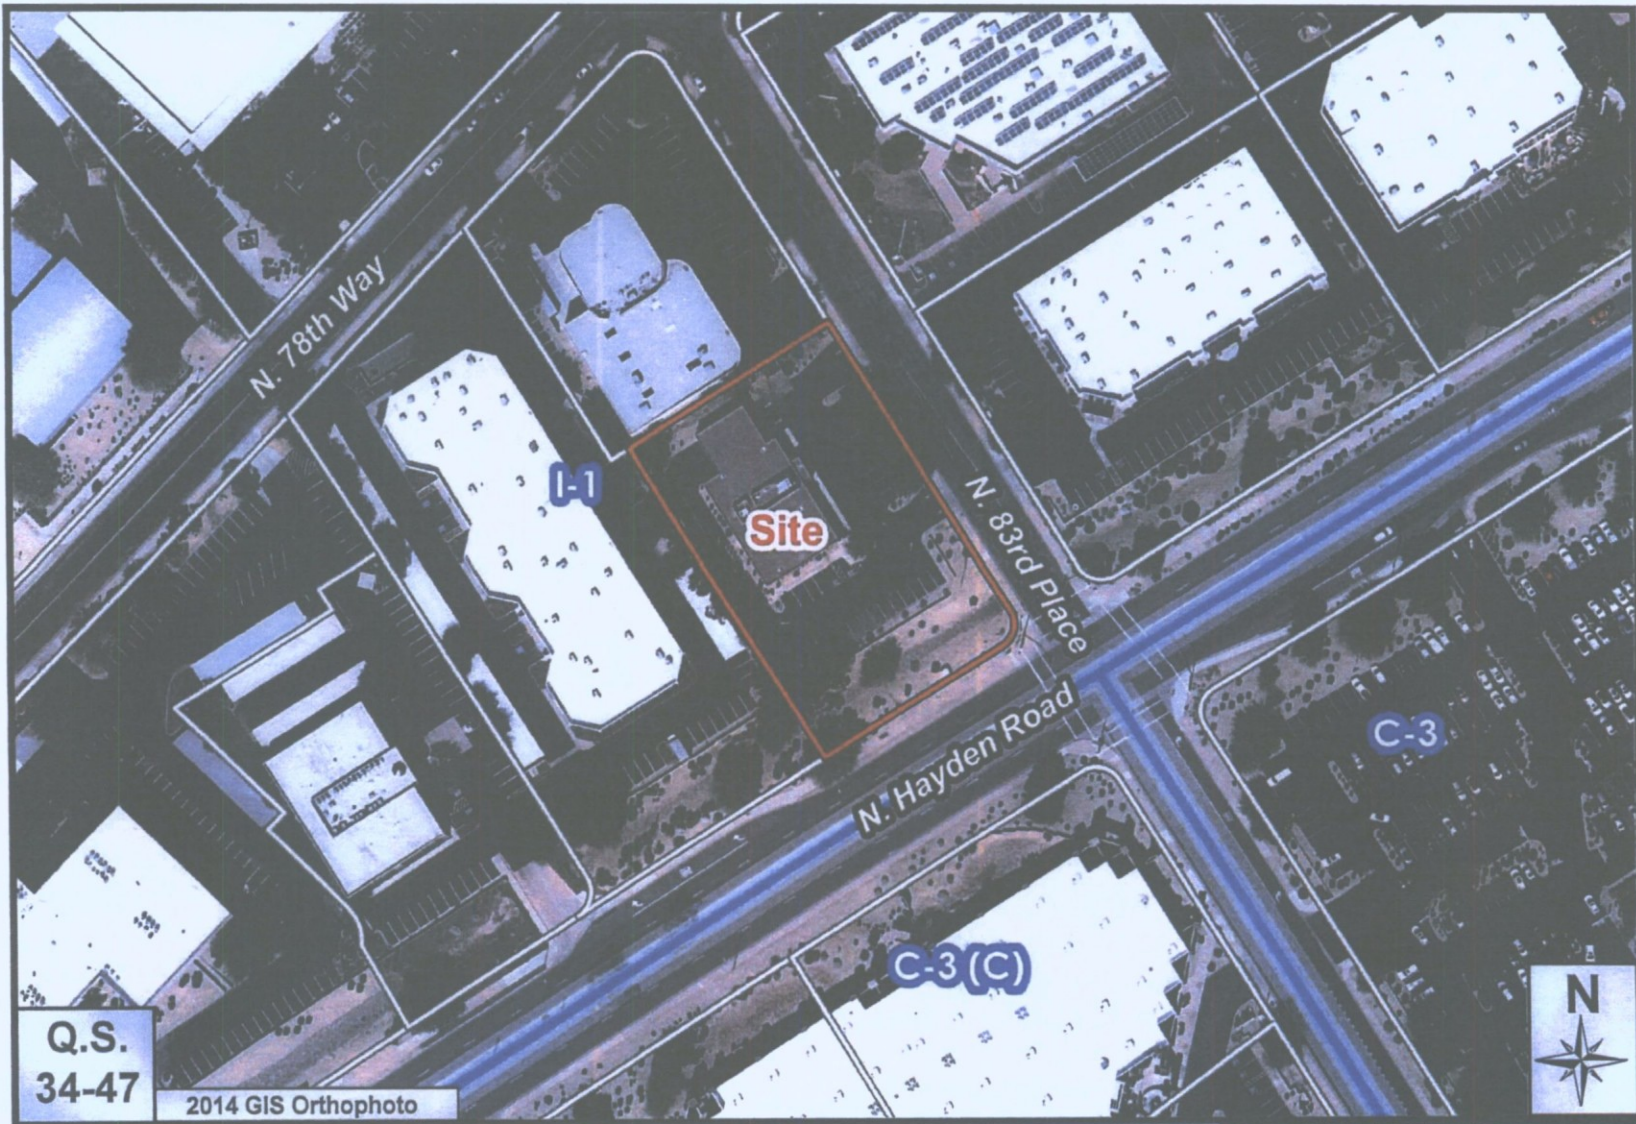 N. 78th Way
I-1
Site
N. 83rd Place
N. Hayden Road
C-3
C-3 (C)
Q.S.
34-47
2014 GIS Orthophoto
N